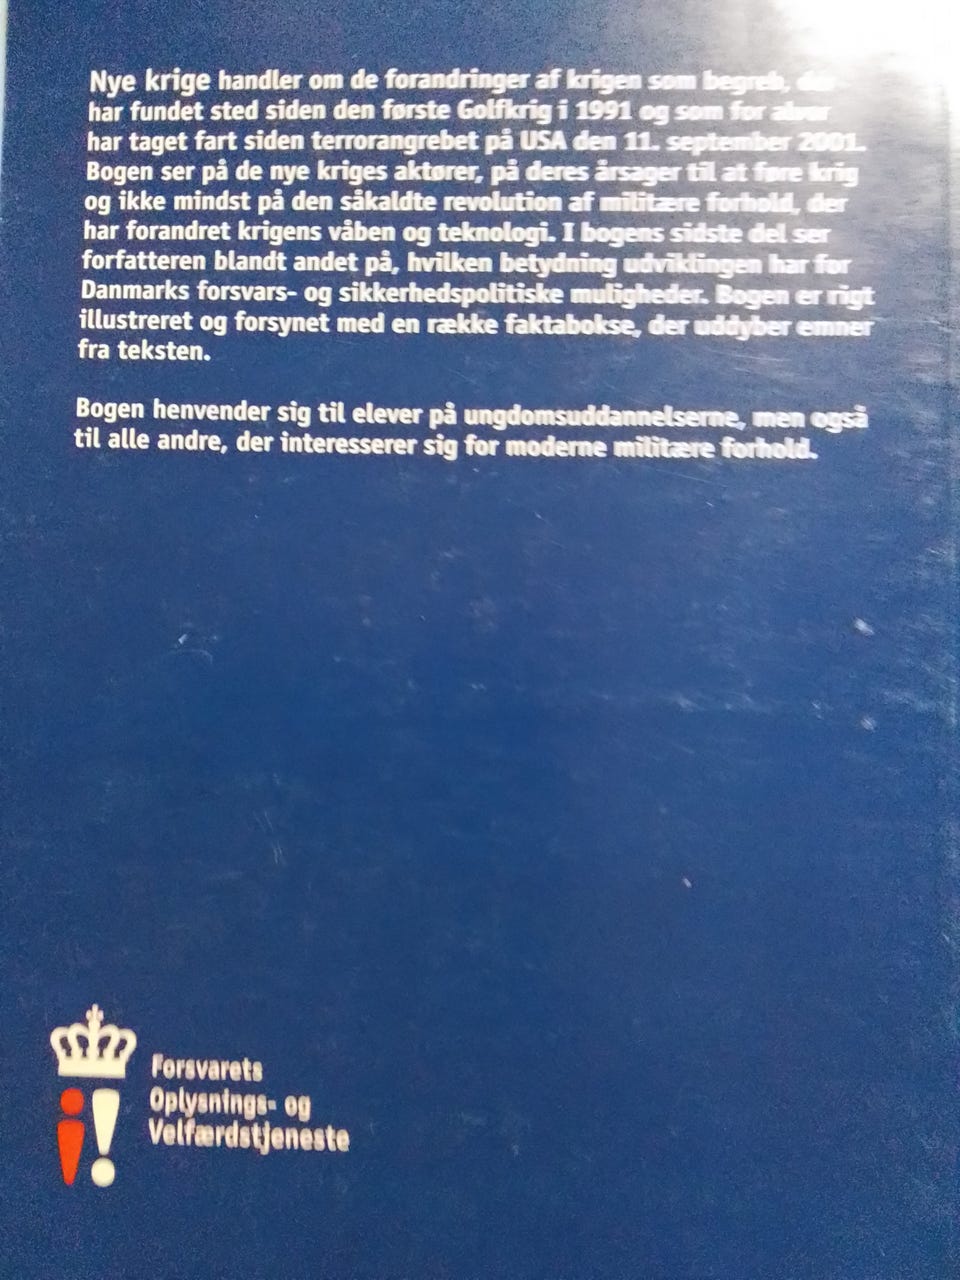 Nye krige handler om de forandringer af krigen som begreb, der
har fundet sted siden den første Golfkrig i 1991 og som for alvor
har taget fart siden terrorangrebet på USA den 11. september 2001.
Bogen ser på de nye kriges aktører, på deres årsager til at føre krig
og ikke mindst på den såkaldte revolution af militære forhold, der
har forandret krigens våben og teknologi. I bogens sidste del ser
forfatteren blandt andet på, hvilken betydning udviklingen har for
Danmarks forsvars- og sikkerhedspolitiske muligheder. Bogen er rigt
illustreret og forsynet med en række faktabokse, der uddyber emner
fra teksten.
Bogen henvender sig til elever på ungdomsuddannelserne, men også
til alle andre, der interesserer sig for moderne militære forhold.
Forsvarets
Oplysnings- og
Velfærdstjeneste